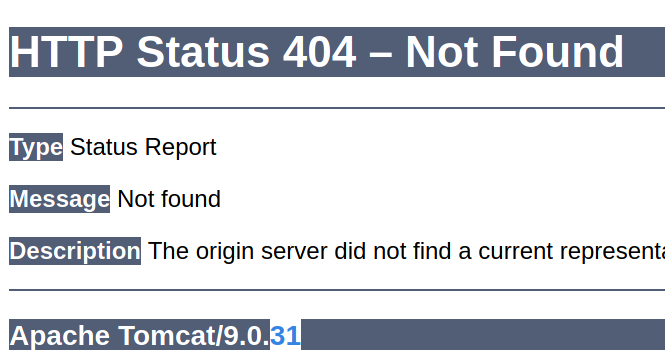 HTTP Status 404 – Not Found
Type Status Report
Message Not found
Description The origin server did not find a current representa
Apache Tomcat/9.0.31